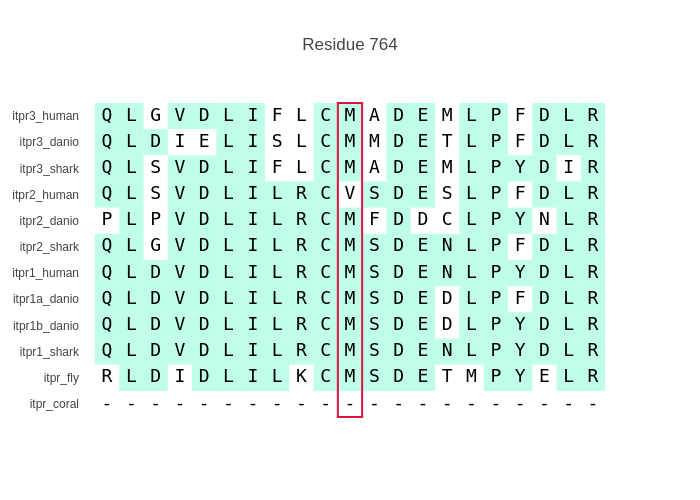 Residue 764
itpr3_human Q L G V D L I F L C M A D E M L P F D L R
itpr3_danio Q L D I E L I S L C M M D E T L P F D L R
itpr3_shark Q L S V D L I F L C M A D E M L P Y D I R
itpr2_human Q L S V D L I L R C V S D E S L P F D L R
itpr2_danio P L P V D L I L R C M F D D C L P Y N L R
itpr2_shark Q L G V D L I L R C M S D E N L P F D L R
itpr1_human Q L D V D L I L R C M S D E N L P Y D L R
itpr1a_danio Q L D V D L I L R C M S D E D L P F D L R
itpr1b_danio Q L D V D L I L R C M S D E D L P Y D L R
itpr1_shark Q L D V D L I L R C M S D E N L P Y D L R
itpr_fly R L D I D L I L K C M S D E T M P Y E L R
itpr_coral - - - - - - - - - - - - - - - - - - - - -